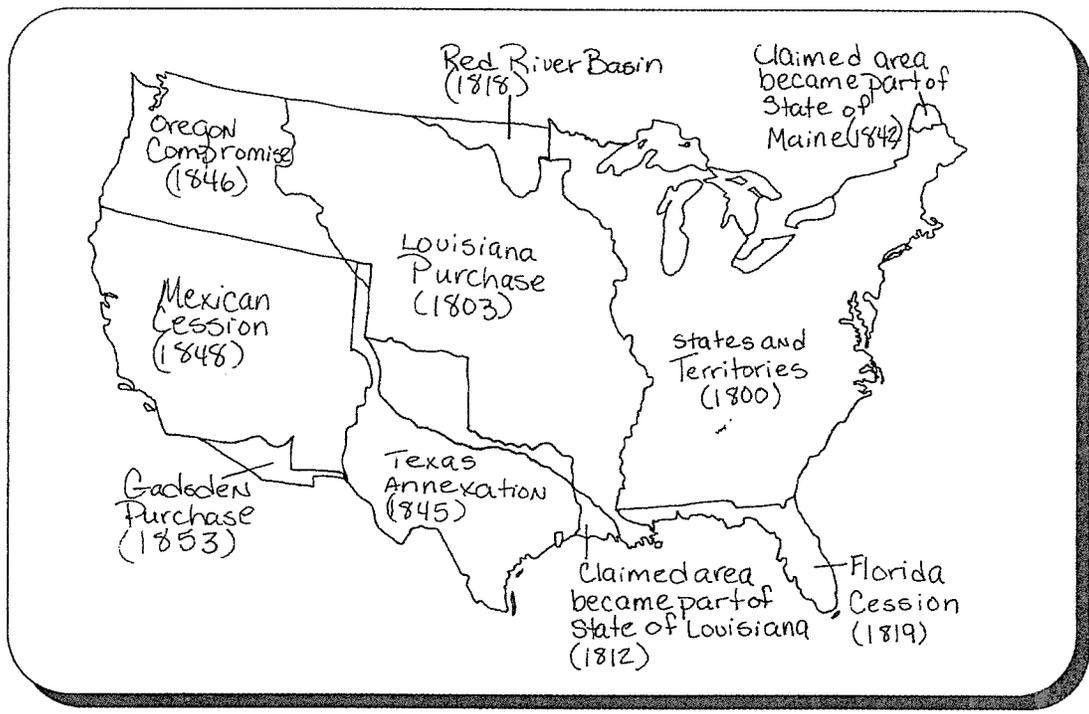 Red River Basin
(1818)
Claimed area
became part of
State of
Maine (1842)
Oregon
Compromise
(1846)
Louisiana
Purchase
(1803)
Mexican
Cession
(1848)
States and
Territories
(1800)
Texas
Annexation
(1845)
Gadsden
Purchase
(1853)
Claimed area
became part of
State of Louisiana
(1812)
Florida
Cession
(1819)